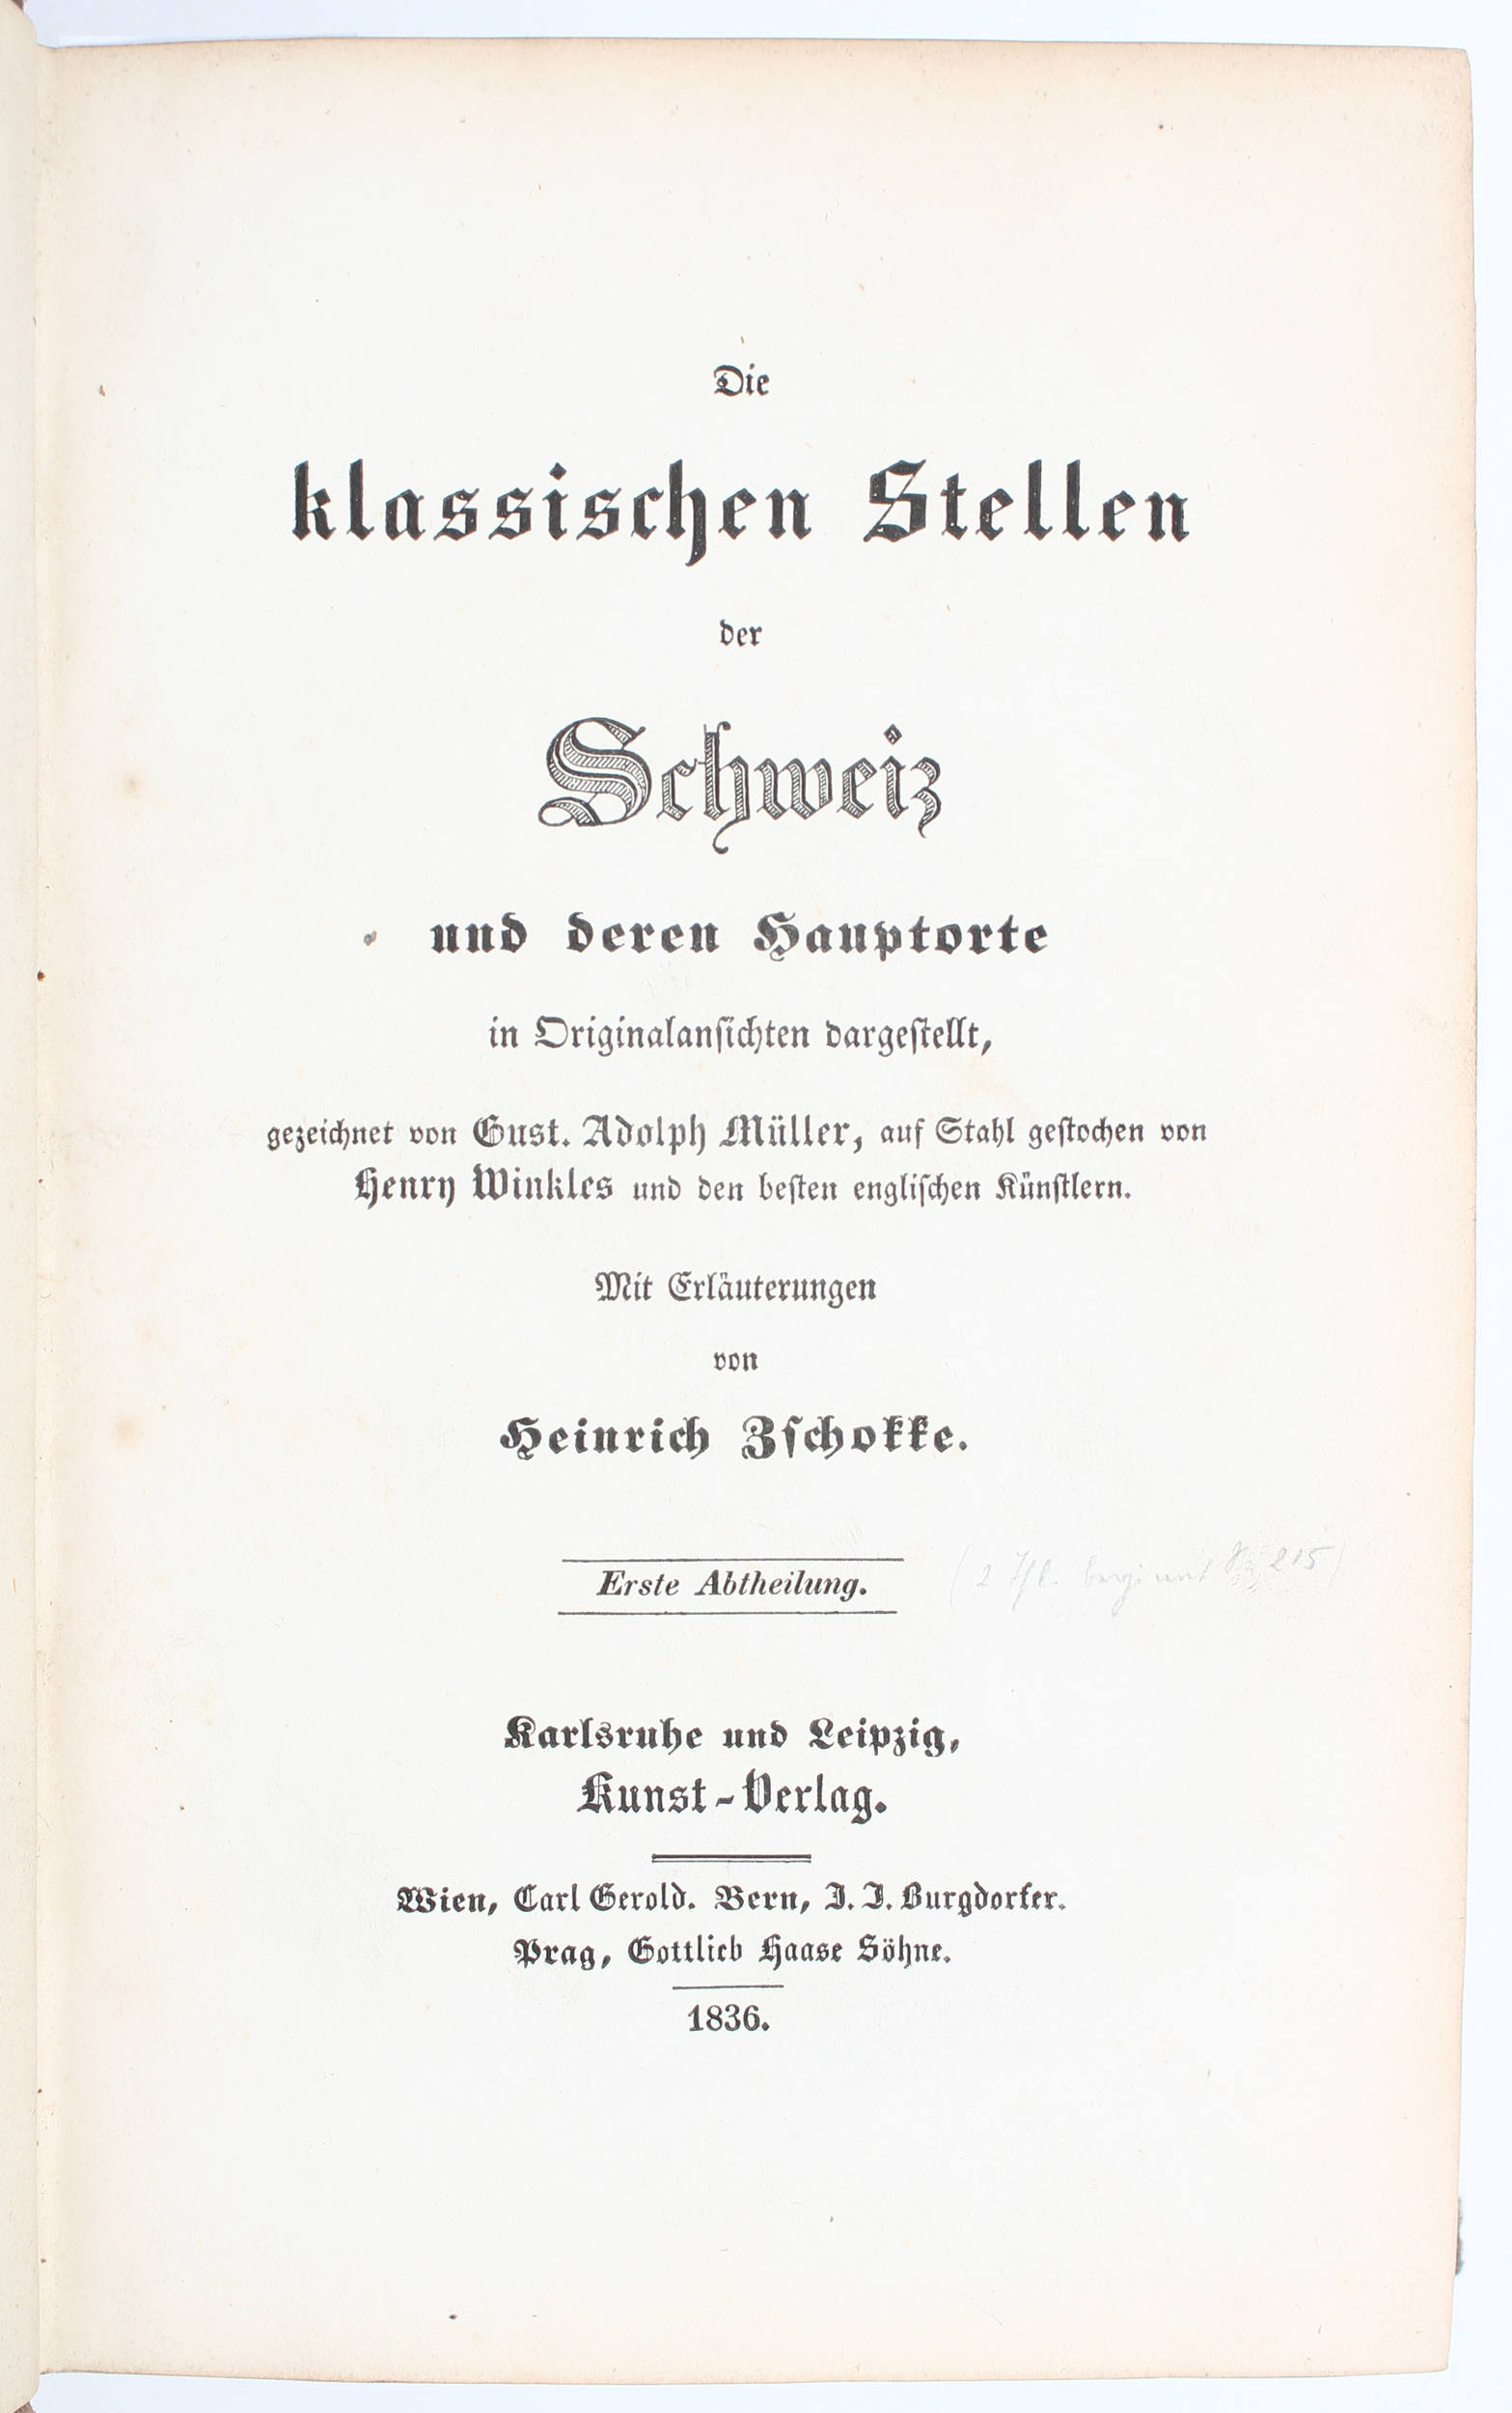 Die
klassischen Stellen
der
Schweiz
und deren Hauptorte
in Originalansichten dargestellt,
gezeichnet von Gust. Adolph Müller, auf Stahl gestochen von
Henry Winkles und den besten englischen Künstlern.
Mit Erläuterungen
von
Heinrich Zschokke.
Erste Abtheilung.
215
Karlsruhe und Leipzig,
Kunst-Verlag.
Wien, Carl Gerold. Bern, J. J. Burgdorfer.
Prag, Gottlieb Haase Söhne.
1836.